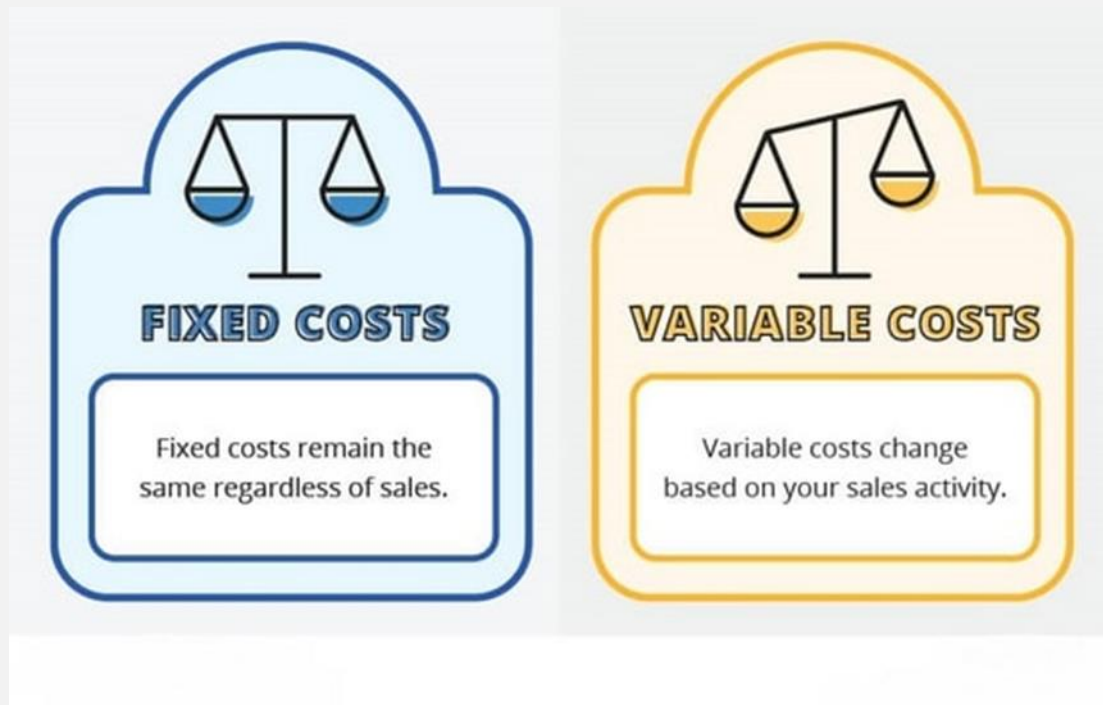 FIXED COSTS
Fixed costs remain the
same regardless of sales.
VARIABLE COSTS
Variable costs change
based on your sales activity.